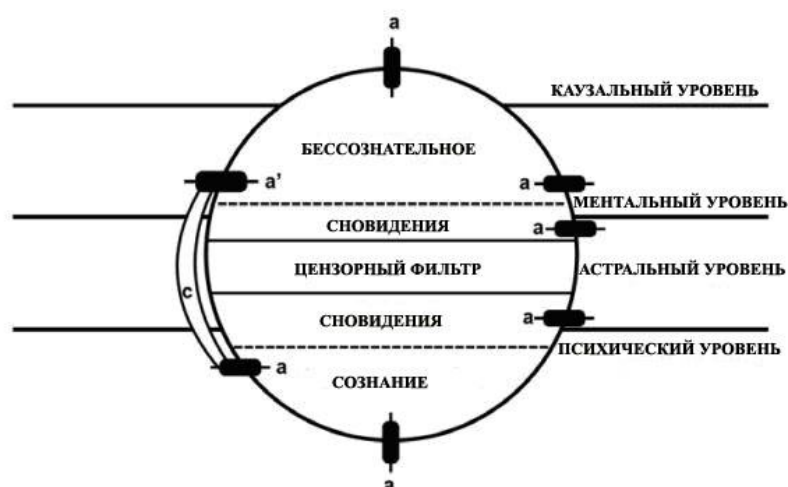 a
КАУЗАЛЬНЫЙ УРОВЕНЬ
БЕССОЗНАТЕЛЬНОЕ
a'
a
МЕНТАЛЬНЫЙ УРОВЕНЬ
СНОВИДЕНИЯ
a
ЦЕНЗОРНЫЙ ФИЛЬТР
АСТРАЛЬНЫЙ УРОВЕНЬ
c
СНОВИДЕНИЯ
a
ПСИХИЧЕСКИЙ УРОВЕНЬ
a
СОЗНАНИЕ
a